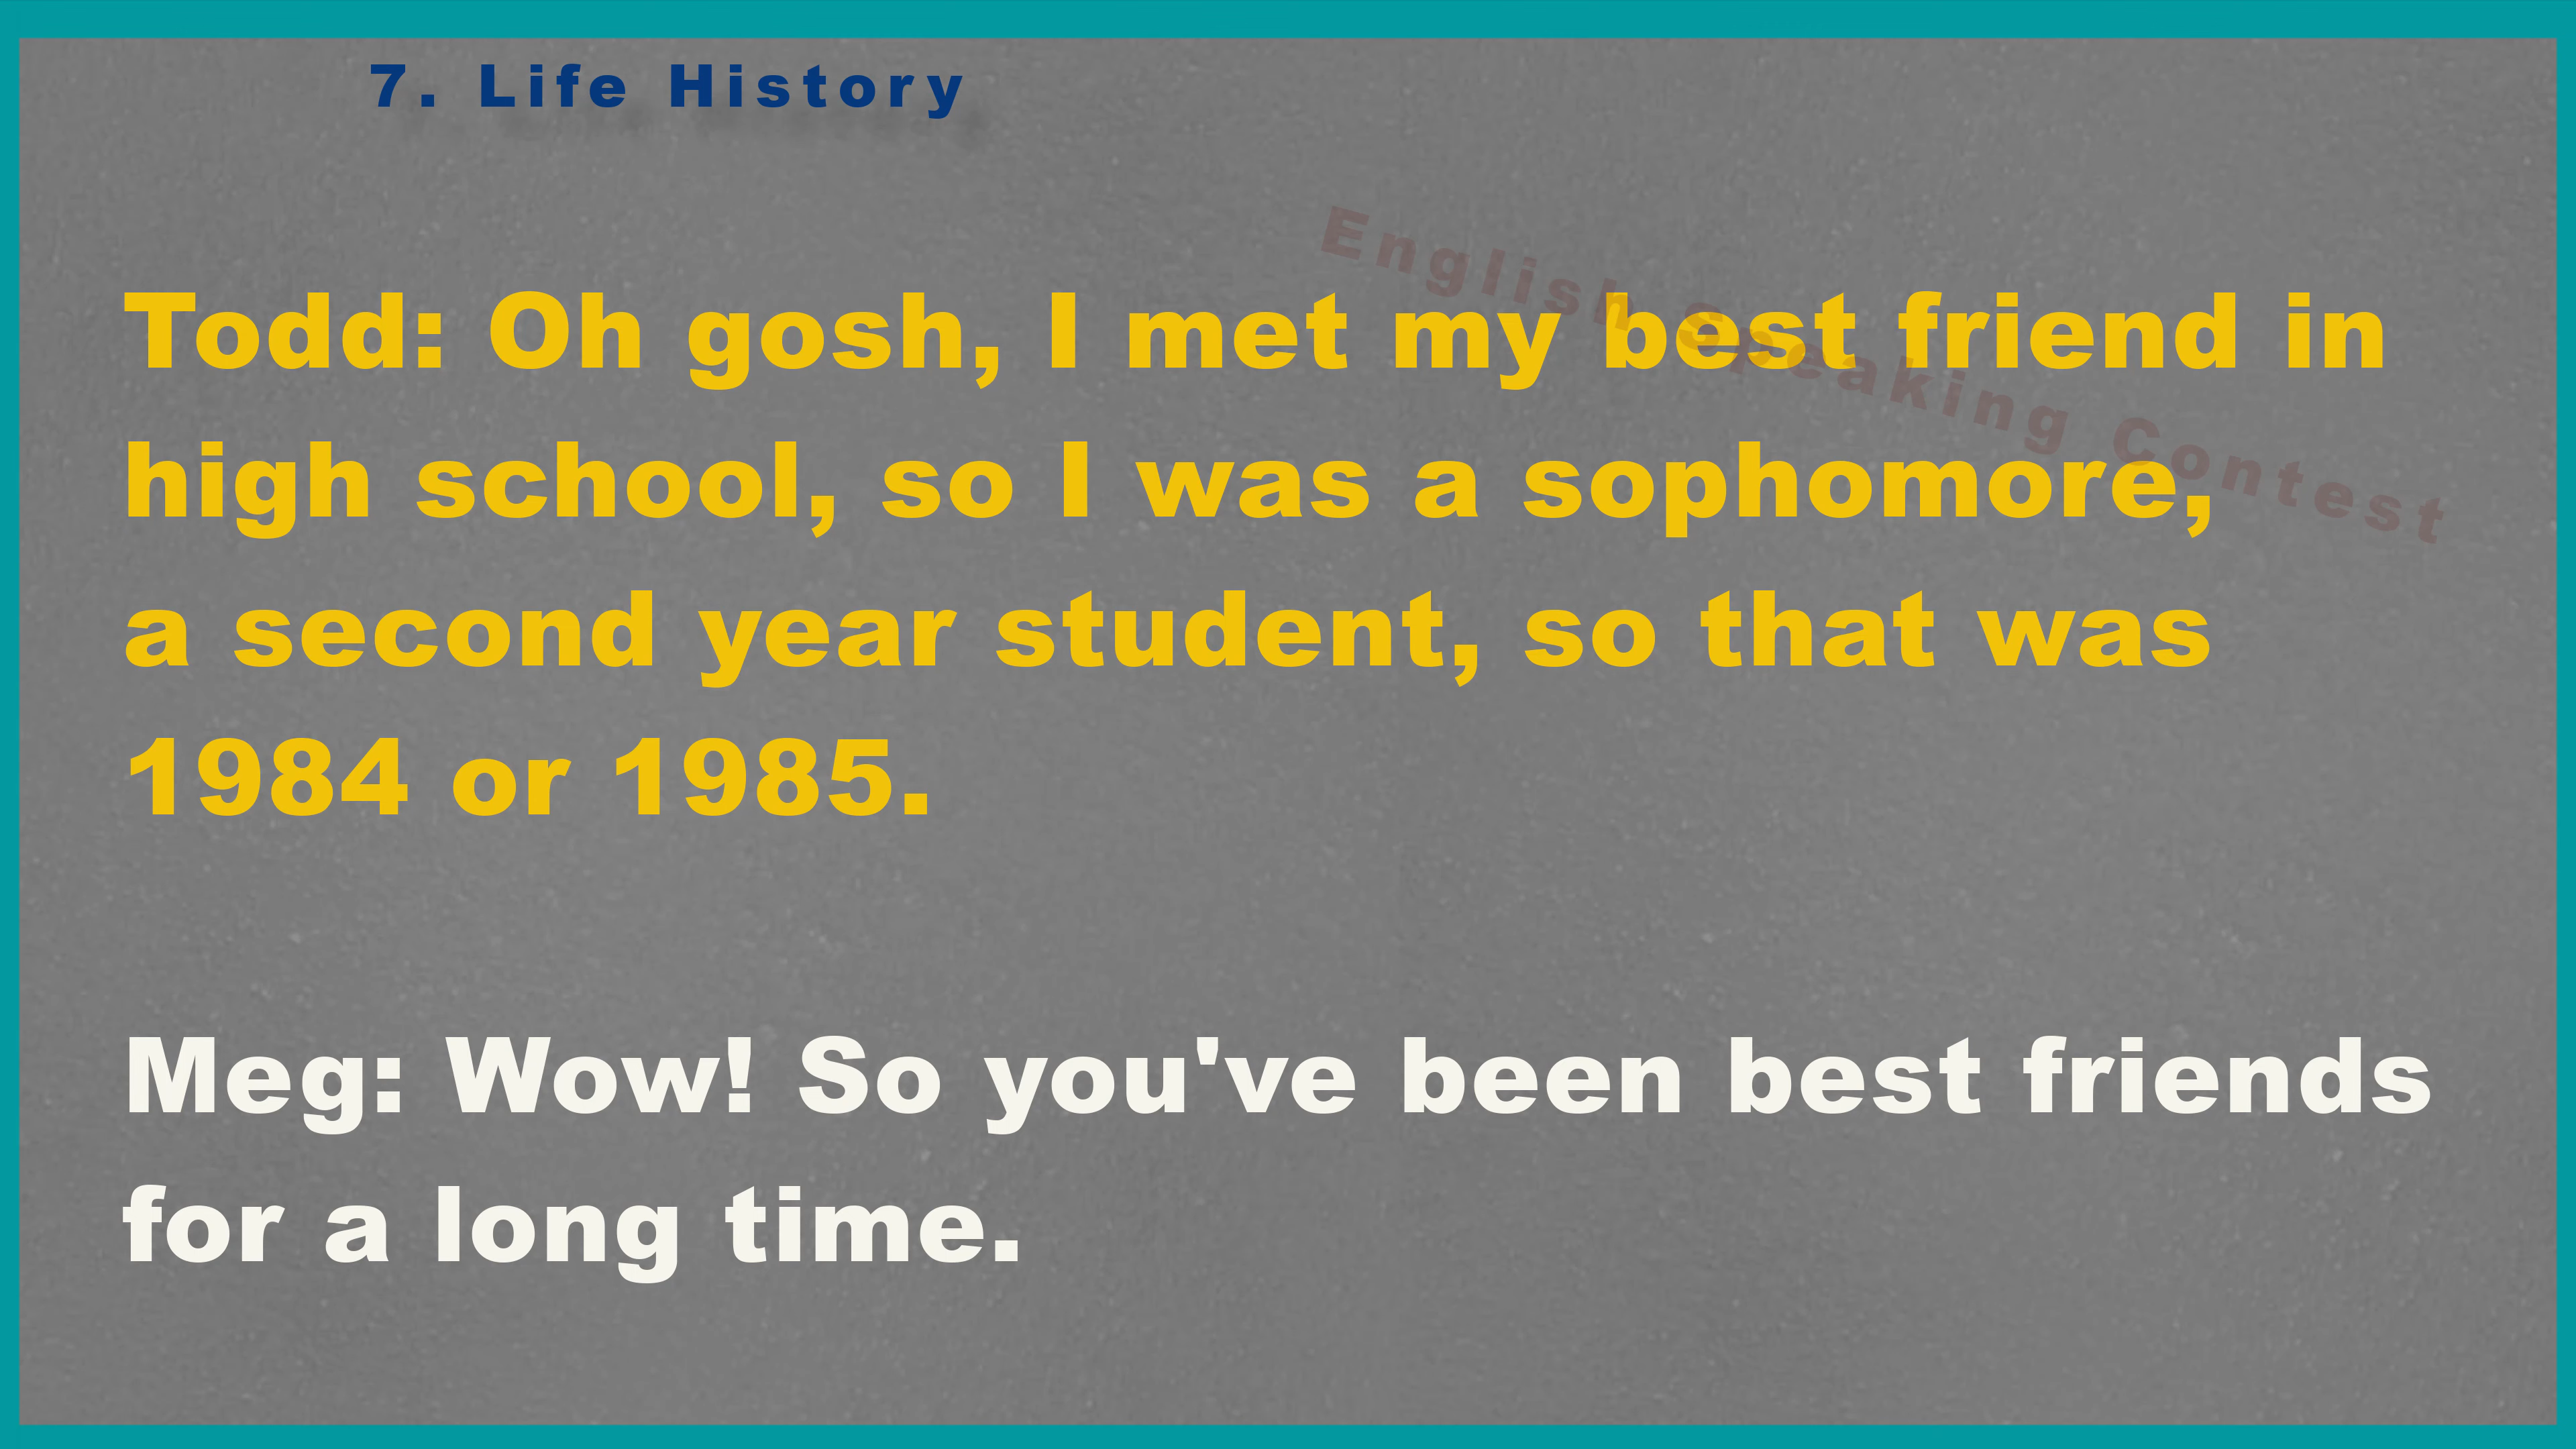 7. Life History
English Speaking Contest
Todd: Oh gosh, I met my best friend in
high school, so I was a sophomore,
a second year student, so that was
1984 or 1985.
Meg: Wow! So you've been best friends
for a long time.